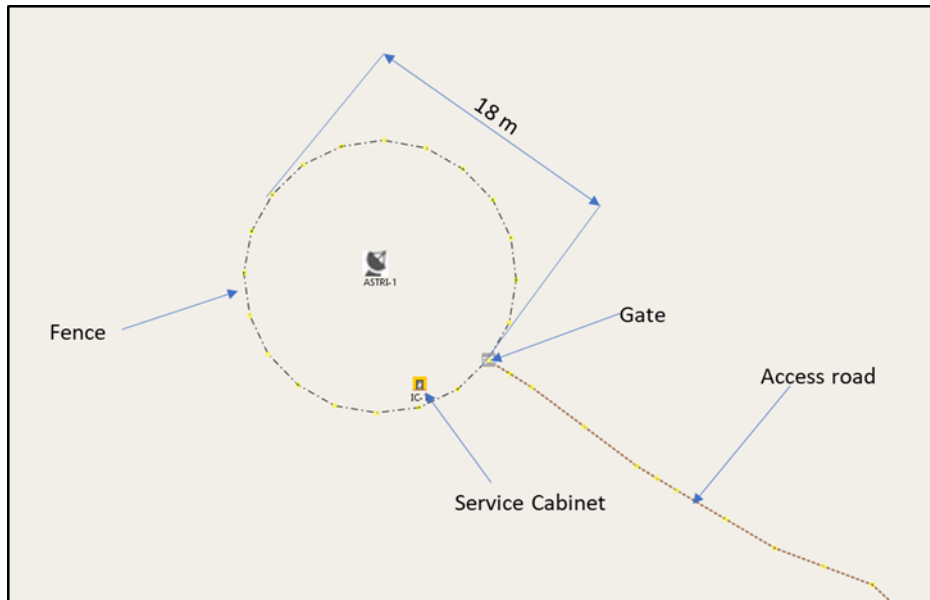 18 m
ASTRI-1
Fence
Gate
Access road
IC-
Service Cabinet